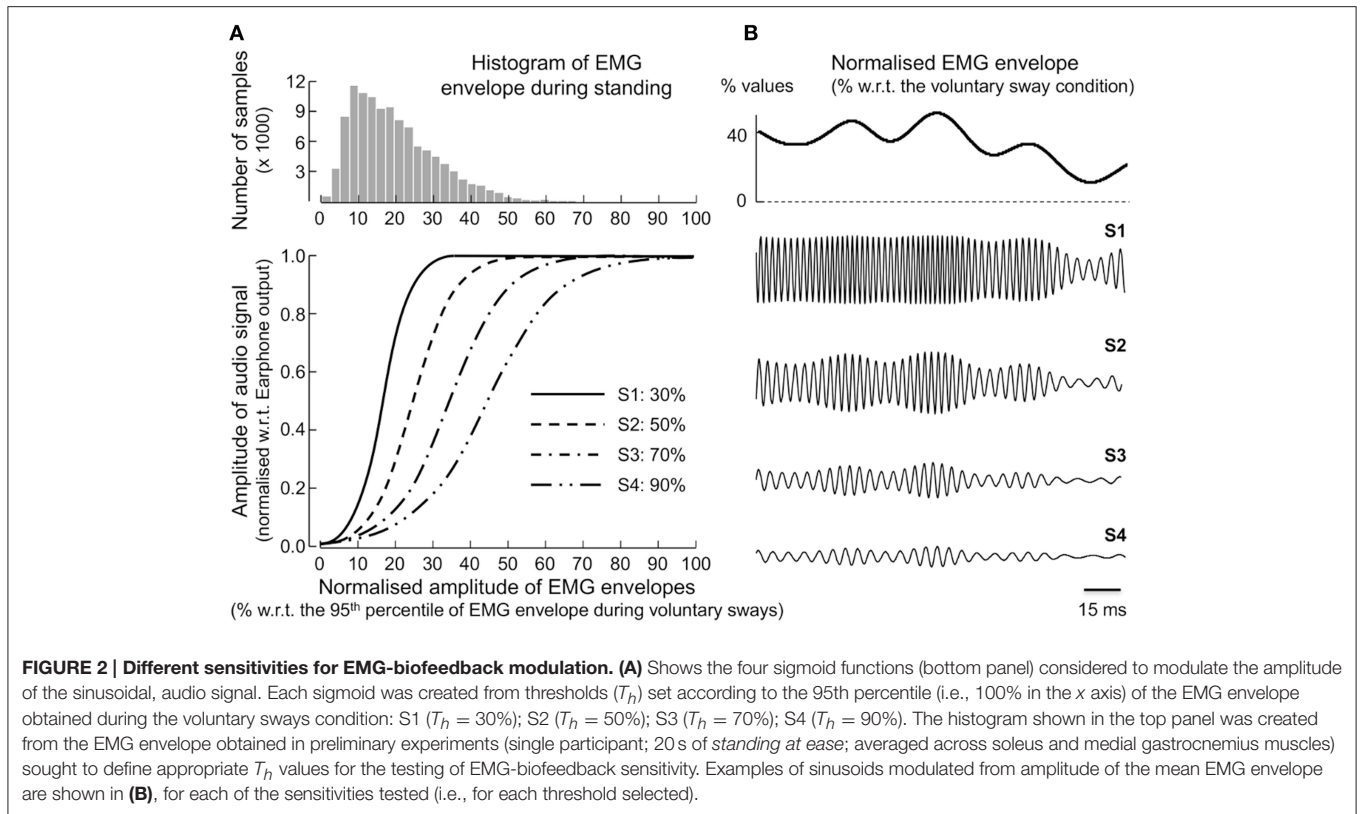 A
Histogram of EMG
envelope during standing
Number of samples
(x 1000)
12
9
6
3
0 10 20 30 40 50 60 70 80 90 100
Amplitude of audio signal
(normalised w.r.t. Earphone output)
1.0
0.8
0.6
0.4
0.2
0.0
S1: 30%
S2: 50%
S3: 70%
S4: 90%
0 10 20 30 40 50 60 70 80 90 100
Normalised amplitude of EMG envelopes
(% w.r.t. the 95th percentile of EMG envelope during voluntary sways)
B
Normalised EMG envelope
% values (% w.r.t. the voluntary sway condition)
40
0
S1
S2
S3
S4
15 ms
FIGURE 2 | Different sensitivities for EMG-biofeedback modulation. (A) Shows the four sigmoid functions (bottom panel) considered to modulate the amplitude
of the sinusoidal, audio signal. Each sigmoid was created from thresholds (Th) set according to the 95th percentile (i.e., 100% in the x axis) of the EMG envelope
obtained during the voluntary sways condition: S1 (Th = 30%); S2 (Th = 50%); S3 (Th = 70%); S4 (Th = 90%). The histogram shown in the top panel was created
from the EMG envelope obtained in preliminary experiments (single participant; 20 s of standing at ease; averaged across soleus and medial gastrocnemius muscles)
sought to define appropriate Th values for the testing of EMG-biofeedback sensitivity. Examples of sinusoids modulated from amplitude of the mean EMG envelope
are shown in (B), for each of the sensitivities tested (i.e., for each threshold selected).